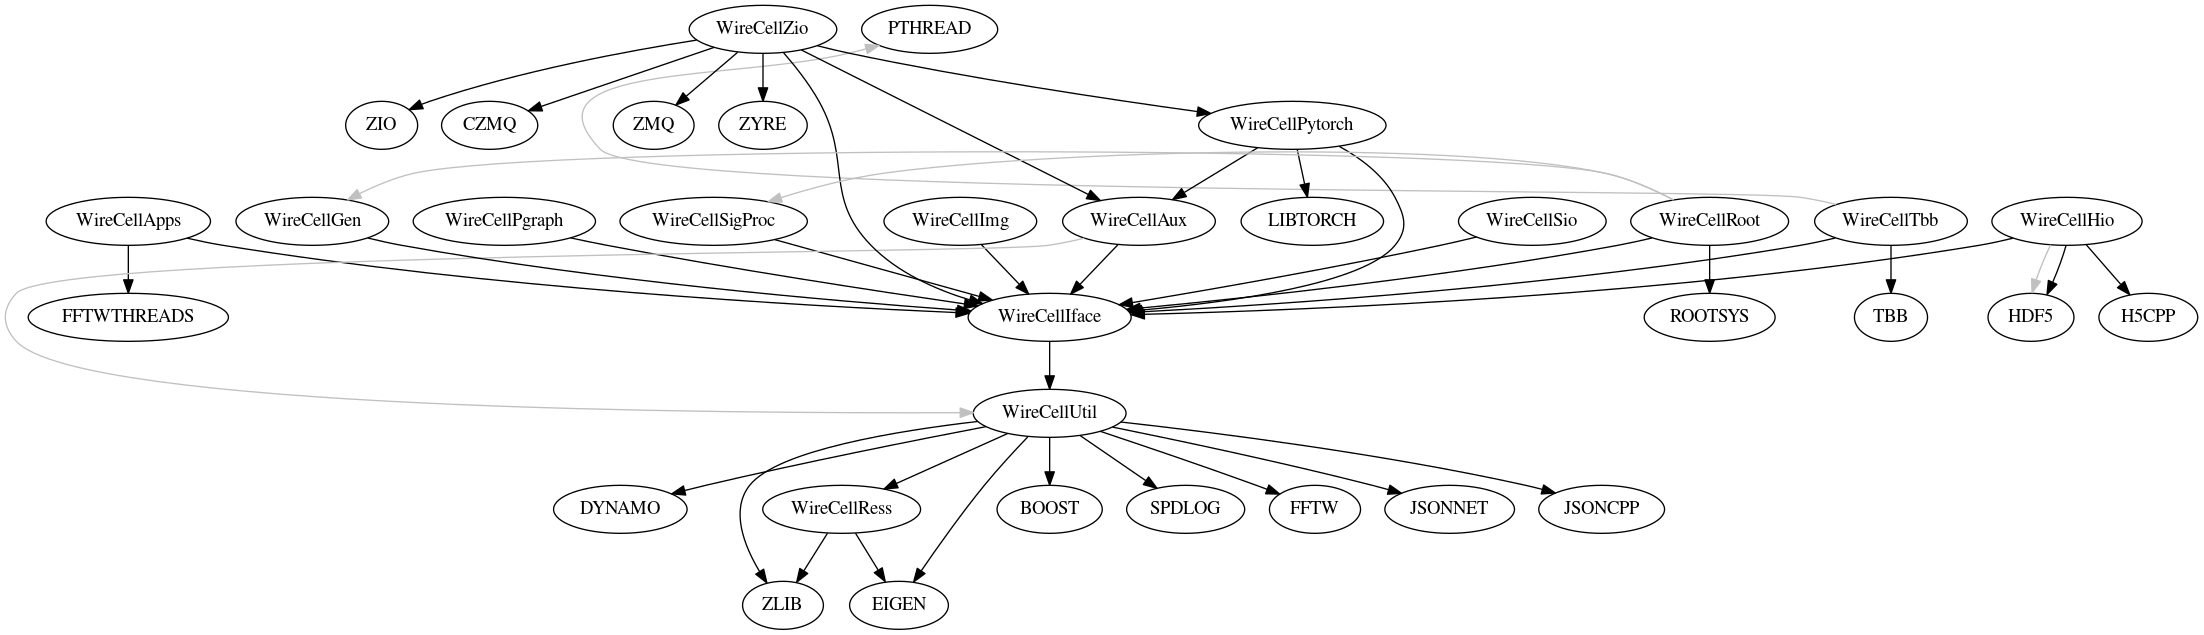 WireCellZio
PTHREAD
ZIO
CZMQ
ZMQ
ZYRE
WireCellPytorch
WireCellApps
WireCellGen
WireCellPgraph
WireCellSigProc
WireCellImg
WireCellAux
LIBTORCH
WireCellSio
WireCellRoot
WireCellTbb
WireCellHio
FFTWTHREADS
WireCellIface
ROOTSYS
TBB
HDF5
H5CPP
WireCellUtil
DYNAMO
WireCellRess
BOOST
SPDLOG
FFTW
JSONNET
JSONCPP
ZLIB
EIGEN